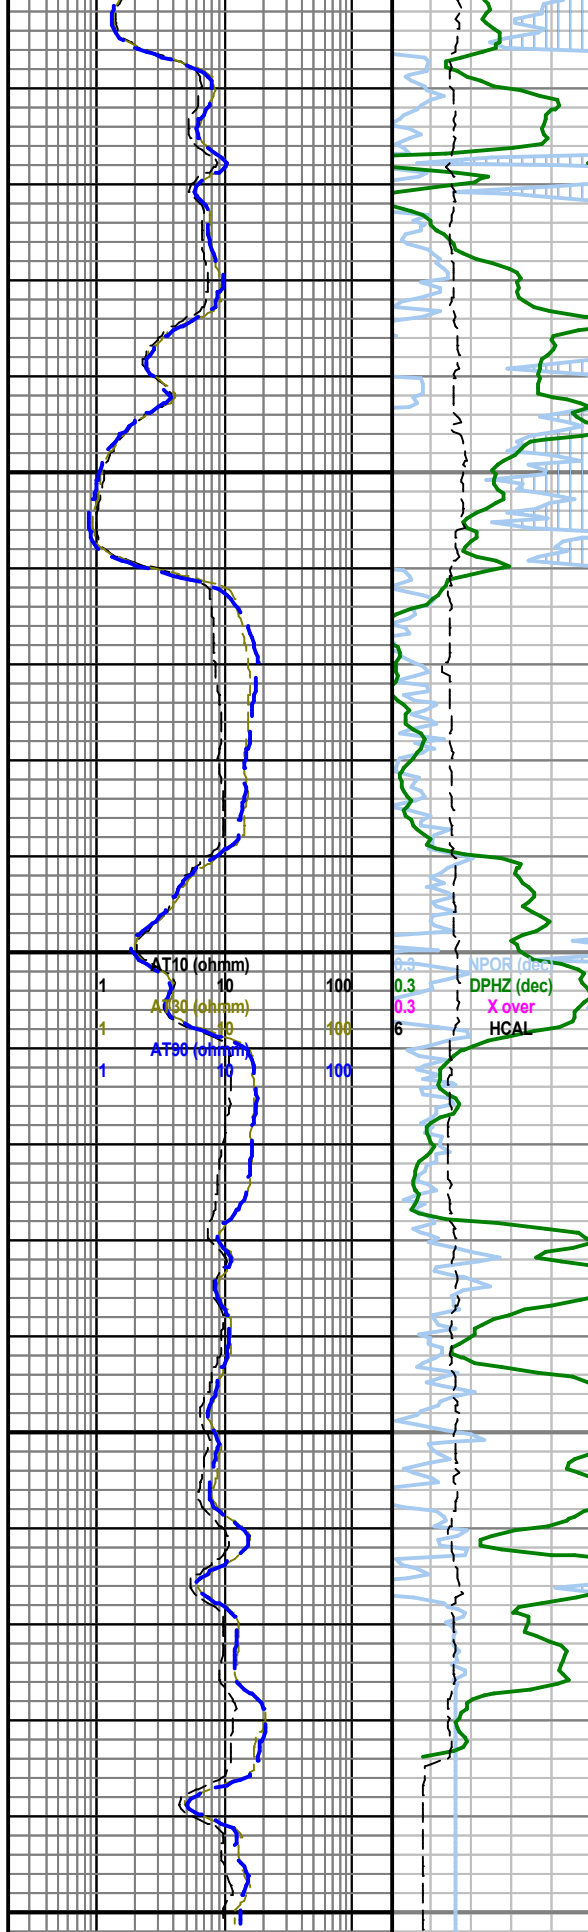 AT10 (ohmm) 0.3 NPOR (dec)
1 100 0.3 DPHZ (dec)
AT30 (ohmm) 0.3 X over
1 10 100 6 HCAL
AT90 (ohmm)
1 10 100